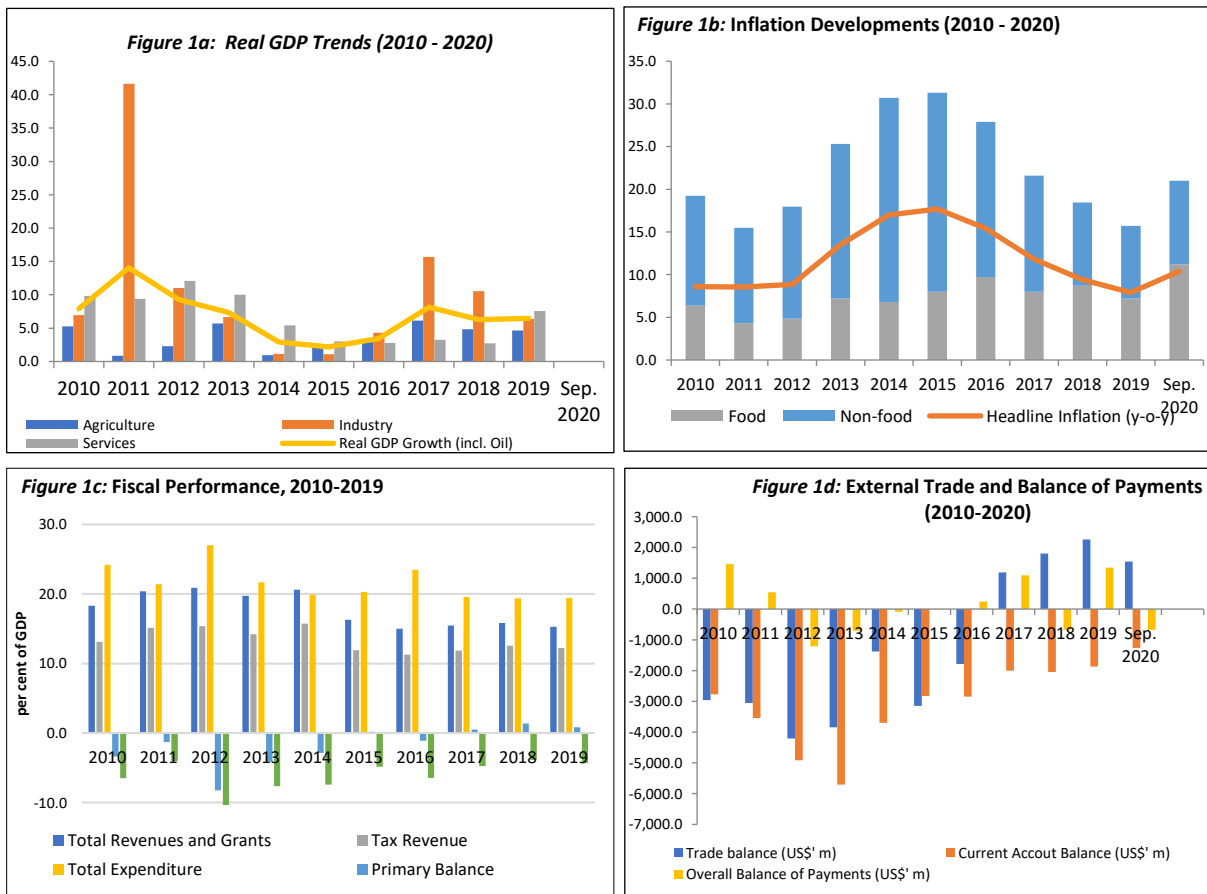 Figure 1a: Real GDP Trends (2010 - 2020)
45.0
40.0
35.0
30.0
25.0
20.0
15.0
10.0
5.0
0.0
2010 2011 2012 2013 2014 2015 2016 2017 2018 2019 Sep.
2020
Agriculture Industry
Services Real GDP Growth (incl. Oil)
Figure 1b: Inflation Developments (2010 - 2020)
35.0
30.0
25.0
20.0
15.0
10.0
5.0
0.0
2010 2011 2012 2013 2014 2015 2016 2017 2018 2019 Sep.
2020
Food Non-food Headline Inflation (y-o-y)
Figure 1c: Fiscal Performance, 2010-2019
per cent of GDP
30.0
20.0
10.0
0.0
-10.0
2010 2011 2012 2013 2014 2015 2016 2017 2018 2019
Total Revenues and Grants Tax Revenue
Total Expenditure Primary Balance
Figure 1d: External Trade and Balance of Payments
(2010-2020)
3,000.0
2,000.0
1,000.0
0.0
-1,000.0
-2,000.0
-3,000.0
-4,000.0
-5,000.0
-6,000.0
-7,000.0
2010 2011 2012 2013 2014 2015 2016 2017 2018 2019 Sep.
2020
Trade balance (US$' m) Current Accout Balance (US$' m)
Overall Balance of Payments (US$' m)